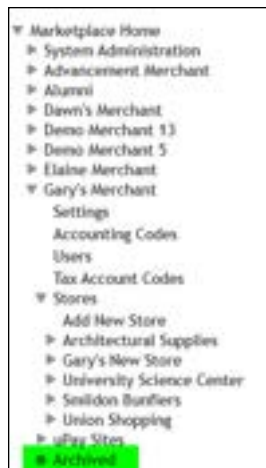 Marketplace Home
System Administration
Advancement Merchant
Alumni
Dawn's Merchant
Demo Merchant 13
Demo Merchant 5
Elaine Merchant
Gary's Merchant
Settings
Accounting Codes
Users
Tax Account Codes
Stores
Add New Store
Architectural Supplies
Gary's New Store
University Science Center
Smilidon Bunfiers
Union Shopping
uPay Sites
Archived